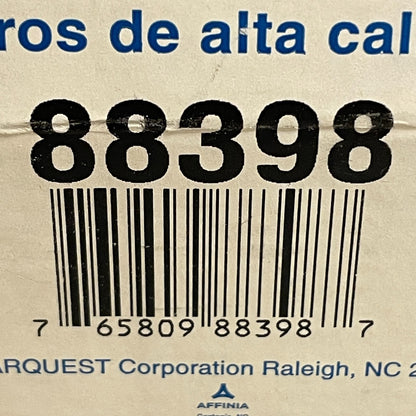 ros de alta cal
88398
7 65809 88398 7
ARQUEST Corporation Raleigh, NC 2
AFFINIA